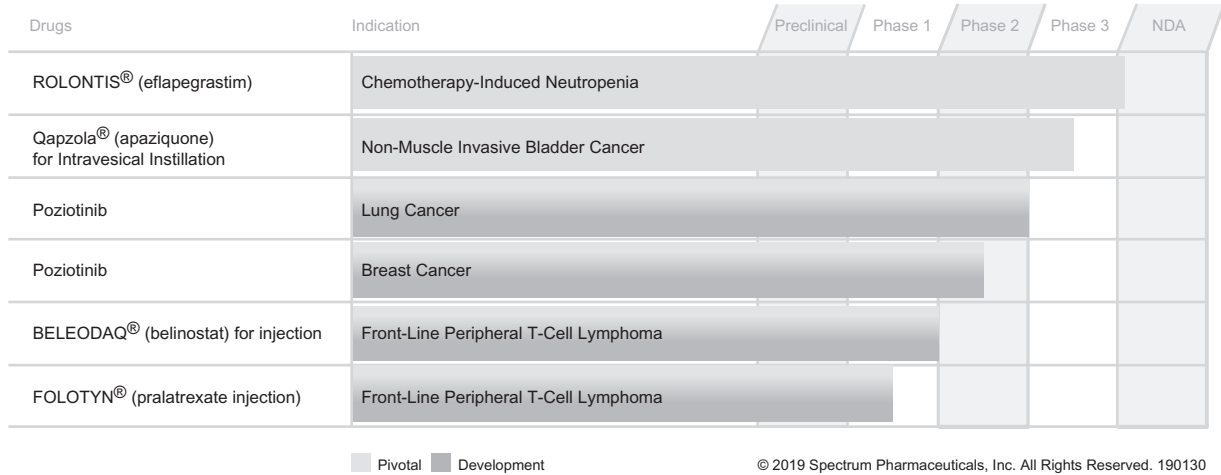 Drugs Indication Preclinical Phase 1 Phase 2 Phase 3 NDA
ROLONTIS® (eflapegrastim) Chemotherapy-Induced Neutropenia
Qapzola® (apaziquone)
for Intravesical Instillation
Non-Muscle Invasive Bladder Cancer
Poziotinib Lung Cancer
Poziotinib Breast Cancer
BELEODAQ® (belinostat) for injection Front-Line Peripheral T-Cell Lymphoma
FOLOTYN® (pralatrexate injection) Front-Line Peripheral T-Cell Lymphoma
Pivotal Development © 2019 Spectrum Pharmaceuticals, Inc. All Rights Reserved. 190130